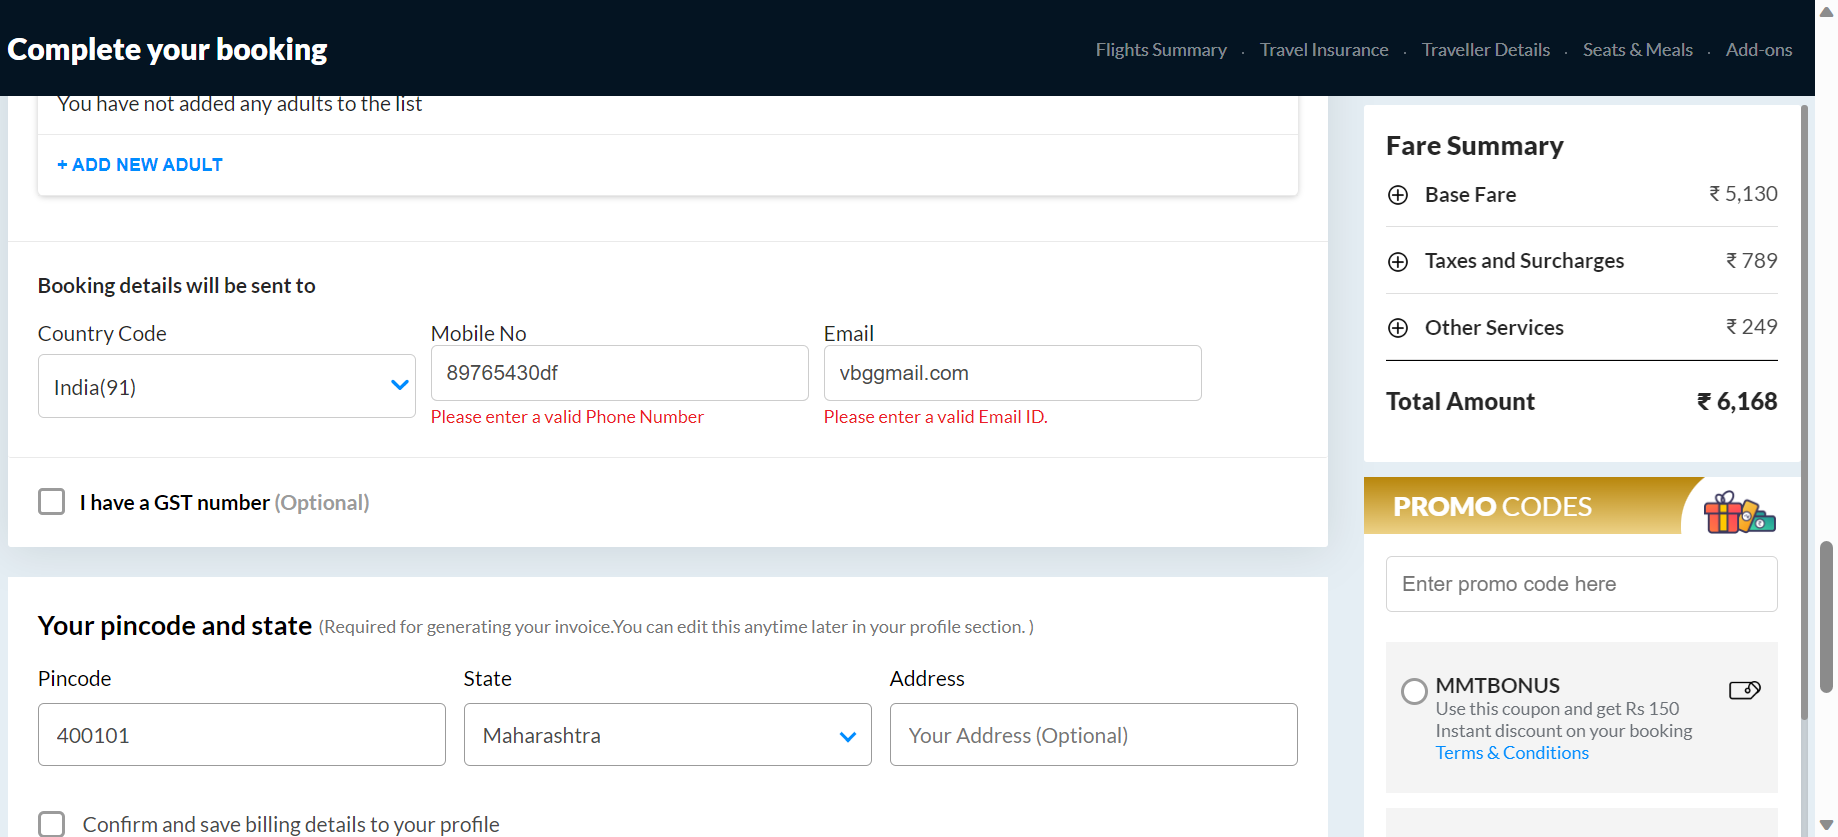 Complete your booking
Flights Summary . Travel Insurance . Traveller Details . Seats & Meals . Add-ons
You have not added any adults to the list
+ ADD NEW ADULT
Booking details will be sent to
Country Code
Mobile No
Email
India(91)
89765430df
vbggmail.com
Please enter a valid Phone Number
Please enter a valid Email ID.
I have a GST number (Optional)
Your pincode and state (Required for generating your invoice.You can edit this anytime later in your profile section. )
Pincode
State
Address
400101
Maharashtra
Your Address (Optional)
Confirm and save billing details to your profile
Fare Summary
Base Fare ₹ 5,130
Taxes and Surcharges ₹ 789
Other Services ₹ 249
Total Amount ₹ 6,168
PROMO CODES
Enter promo code here
MMTBONUS
Use this coupon and get Rs 150
Instant discount on your booking
Terms & Conditions